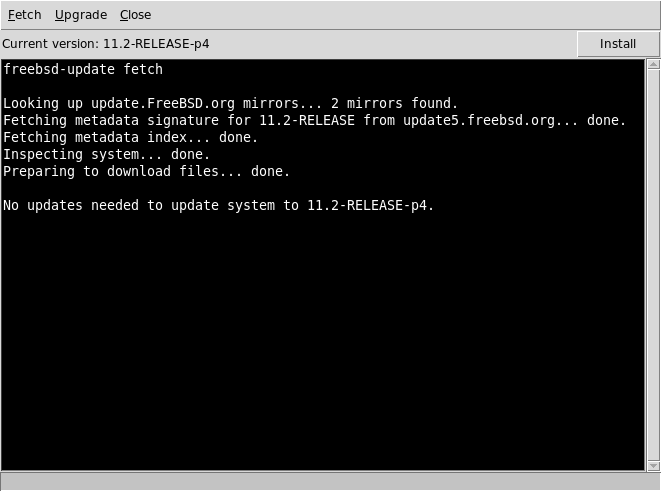 Fetch Upgrade Close
Current version: 11.2-RELEASE-p4 Install
freebsd-update fetch
Looking up update.FreeBSD.org mirrors... 2 mirrors found.
Fetching metadata signature for 11.2-RELEASE from update5.freebsd.org... done.
Fetching metadata index... done.
Inspecting system... done.
Preparing to download files... done.
No updates needed to update system to 11.2-RELEASE-p4.